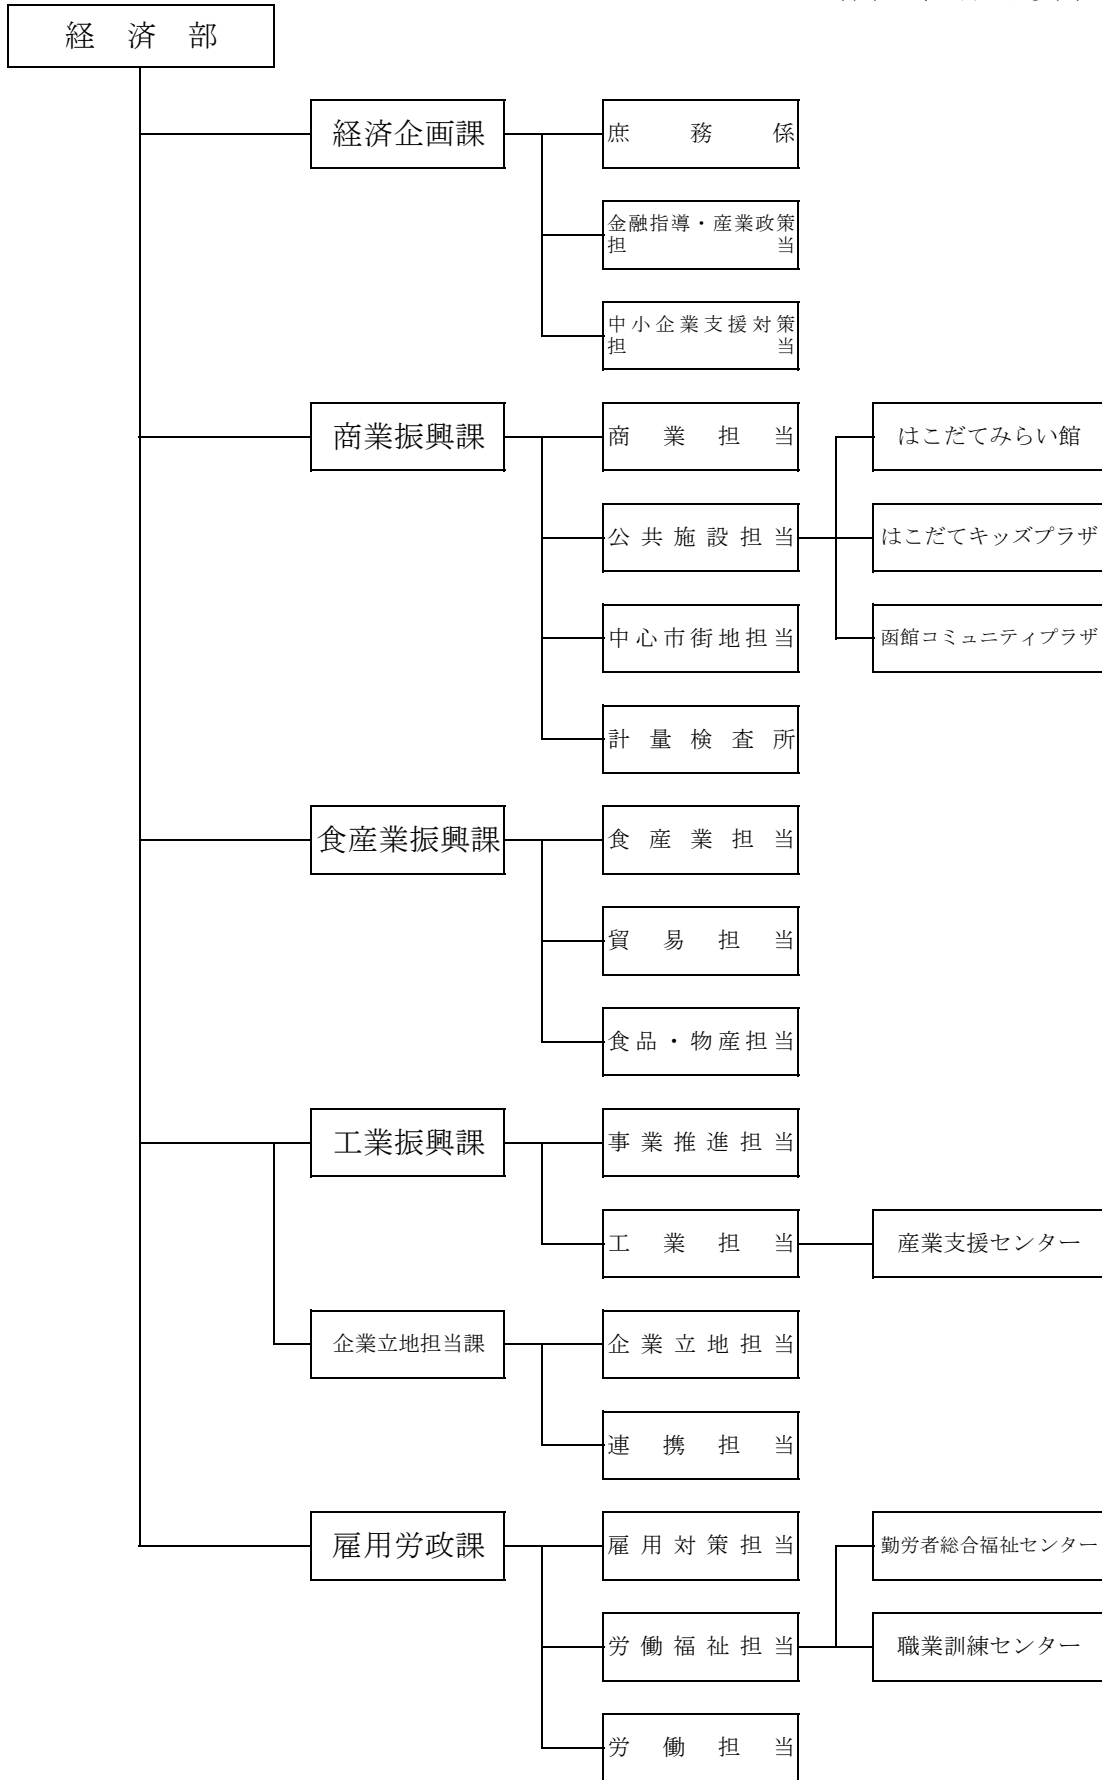 経済部
経済企画課
庶務係
金融指導・産業政策
担当
中小企業支援対策
担当
商業振興課
商業担当
はこだてみらい館
公共施設担当
はこだてキッズプラザ
中心市街地担当
函館コミュニティプラザ
計量検査所
食産業振興課
食産業担当
貿易担当
食品・物産担当
工業振興課
事業推進担当
工業担当
産業支援センター
企業立地担当課
企業立地担当
連携担当
雇用労政課
雇用対策担当
勤労者総合福祉センター
労働福祉担当
職業訓練センター
労働担当